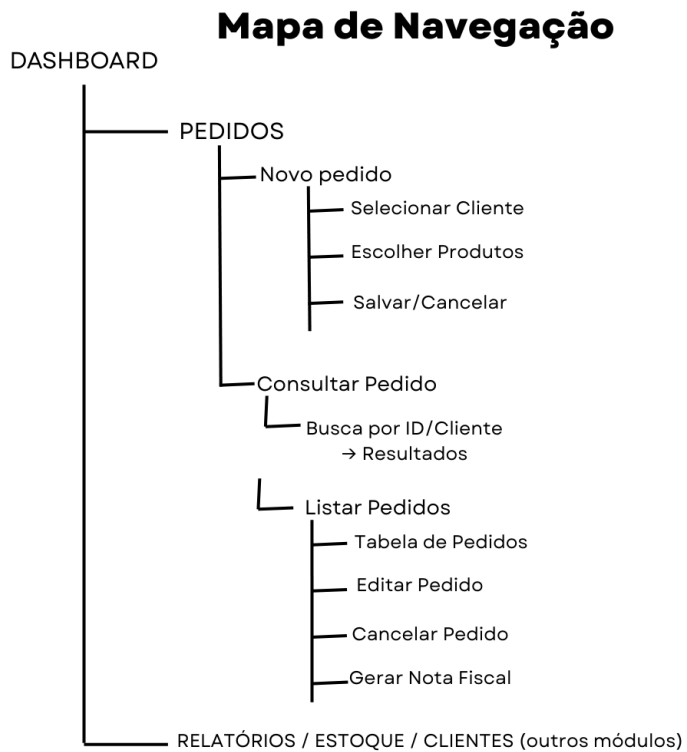 Mapa de Navegação
DASHBOARD
PEDIDOS
Novo pedido
Selecionar Cliente
Escolher Produtos
Salvar/Cancelar
Consultar Pedido
Busca por ID/Cliente
→ Resultados
Listar Pedidos
Tabela de Pedidos
Editar Pedido
Cancelar Pedido
Gerar Nota Fiscal
RELATÓRIOS / ESTOQUE / CLIENTES (outros módulos)